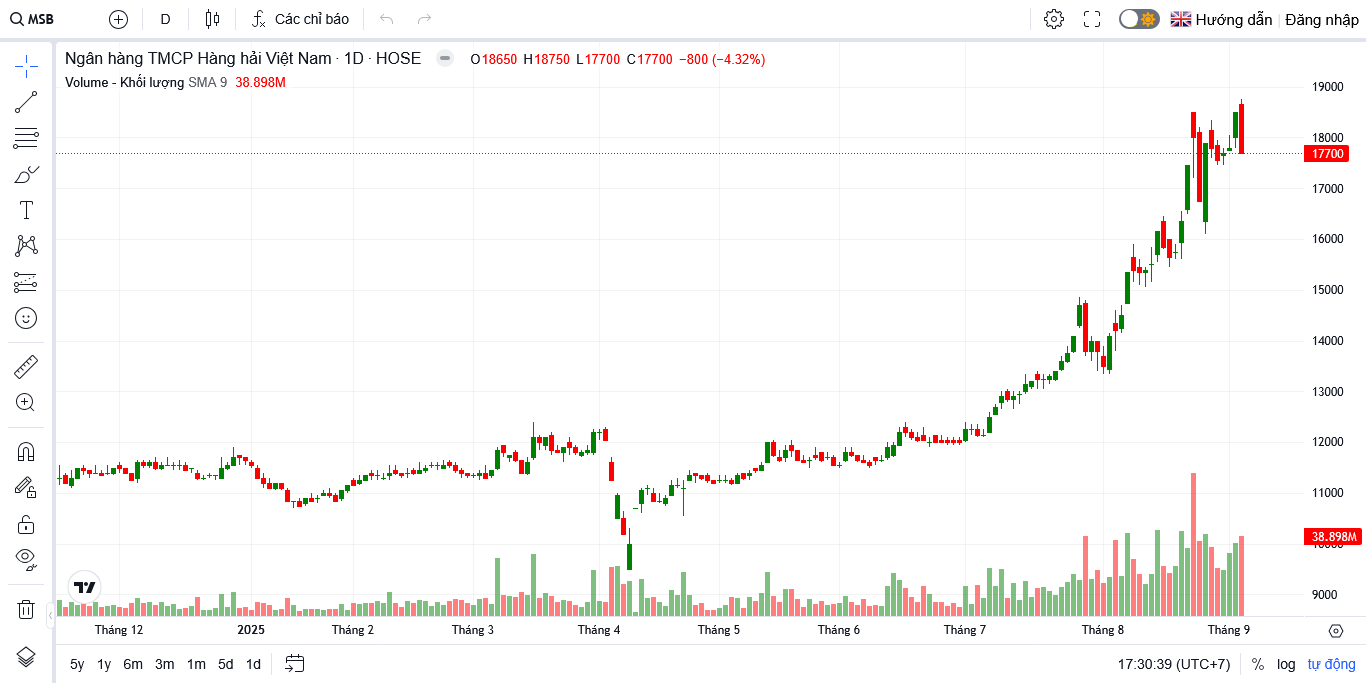 MSB D Các chỉ báo Hướng dẫn Đăng nhập
Ngân hàng TMCP Hàng hải Việt Nam · 1D · HOSE O18650 H18750 L17700 C17700 −800 (−4.32%)
Volume - Khối lượng SMA 9 38.898M
19000
18000
17700
17000
16000
15000
14000
13000
12000
11000
38.898M
10000
9000
Tháng 12 2025 Tháng 2 Tháng 3 Tháng 4 Tháng 5 Tháng 6 Tháng 7 Tháng 8 Tháng 9
5y 1y 6m 3m 1m 5d 1d 17:30:39 (UTC+7) % log tự động